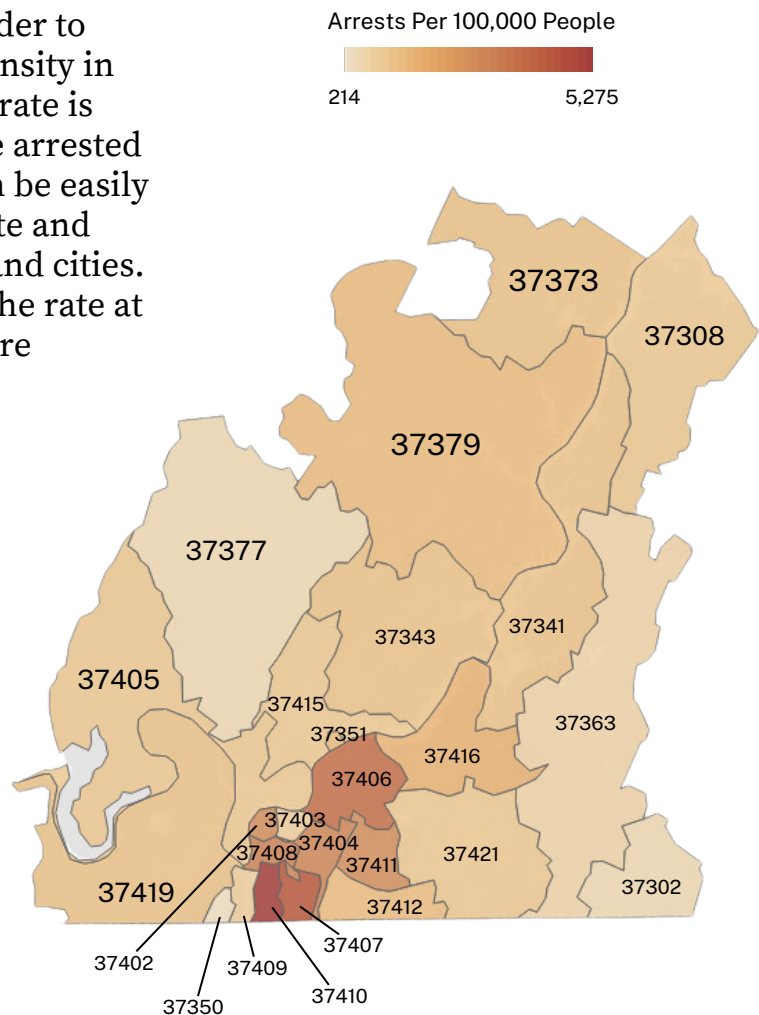 der to
nsity in
rate is
e arrested
n be easily
te and
and cities.
he rate at
re
Arrests Per 100,000 People
214 5,275
37373
37308
37379
37377
37343
37341
37405
37415
37363
37351
37416
37406
37403
37404
37408
37411
37421
37302
37419
37412
37407
37402
37409
37410
37350